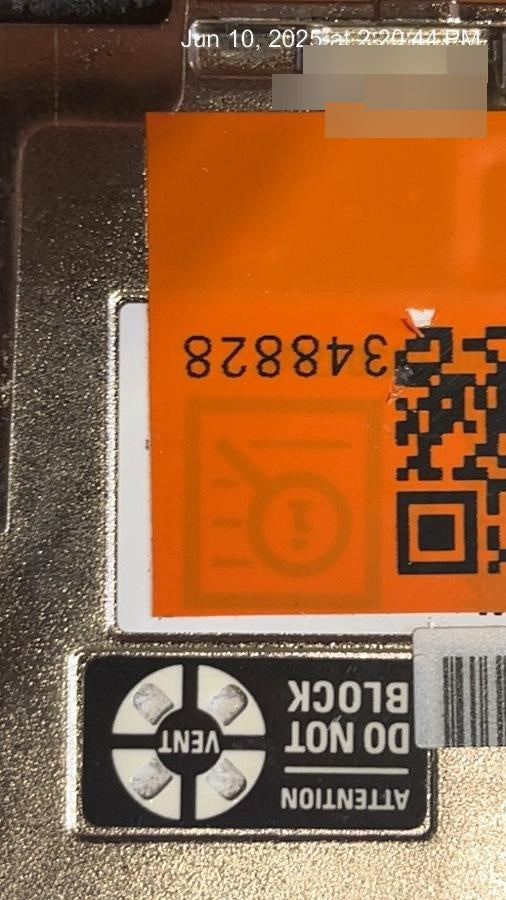 Jun 10, 2025 at 2:20:44 PM
348828
ATTENTION
DO NOT
BLOCK
VENT